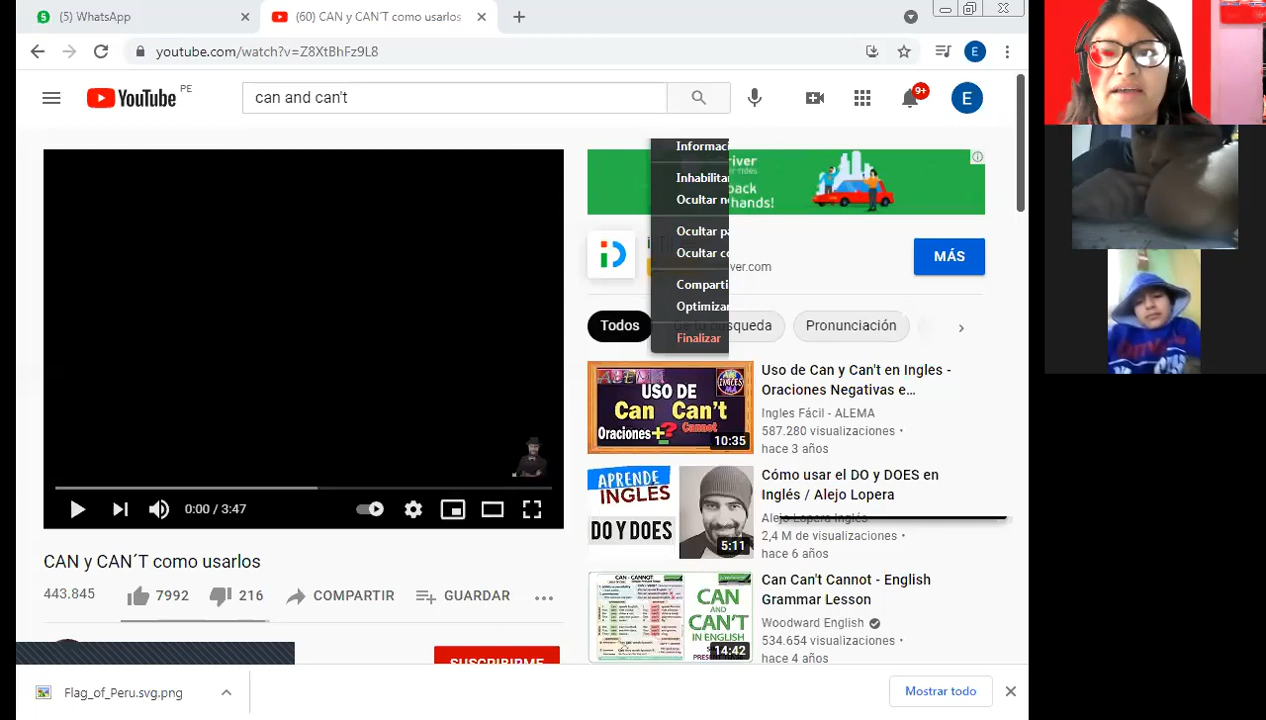 (5) WhatsApp
(60) CAN y CAN'T como usarlos
youtube.com/watch?v=Z8XtBhFz9L8
E
YouTube PE
can and can't
9+
E
Informaci
Inhabilita
Ocultar
Ocultar
Ocultar
Comparti
Optimiza
Finalizar
back
hands!
ver.com
MÁS
Todos
Pronunciación
0:00 / 3:47
CAN y CAN´T como usarlos
443.845
7992
216
COMPARTIR
GUARDAR
SUSCRIBIRME
USO DE
Can Can't
Oraciones+? Cannot
10:35
Uso de Can y Can't en Ingles -
Oraciones Negativas e...
Ingles Fácil - ALEMA
587.280 visualizaciones •
hace 3 años
APRENDE
INGLÉS
DO Y DOES
5:11
Cómo usar el DO y DOES en
Inglés / Alejo Lopera
Alejo Lopera Inglés
2,4 M de visualizaciones •
hace 6 años
CAN - CANNOT
CAN
AND
CAN'T
IN ENGLISH
14:42
Can Can't Cannot - English
Grammar Lesson
Woodward English
534.654 visualizaciones •
hace 4 años
Flag_of_Peru.svg.png
Mostrar todo